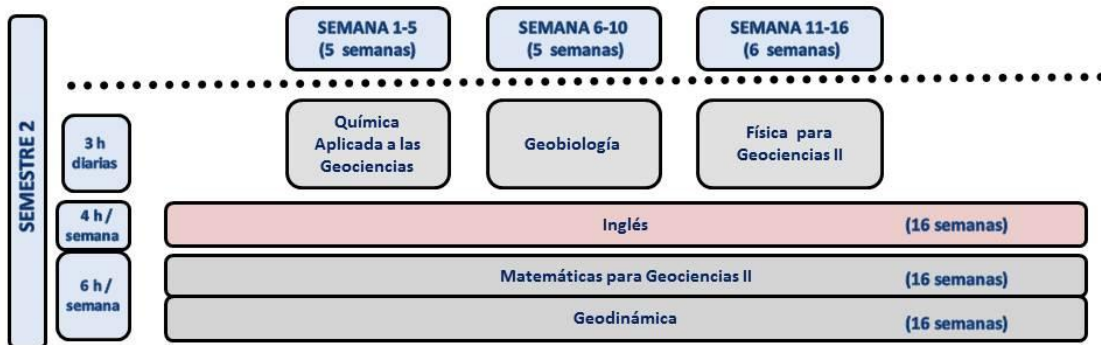 SEMESTRE 2
SEMANA 1-5
(5 semanas)
SEMANA 6-10
(5 semanas)
SEMANA 11-16
(6 semanas)
3 h
diarias
Química
Aplicada a las
Geociencias
Geobiología
Física para
Geociencias II
4 h /
semana
Inglés (16 semanas)
6 h /
semana
Matemáticas para Geociencias II (16 semanas)
Geodinámica (16 semanas)